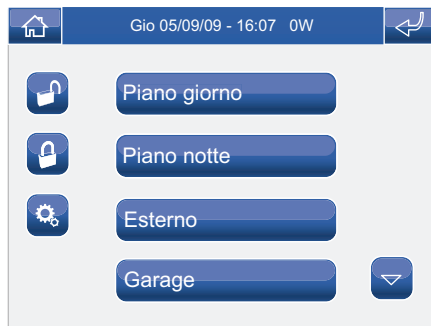 Gio 05/09/09 - 16:07 0W
Piano giorno
Piano notte
Esterno
Garage